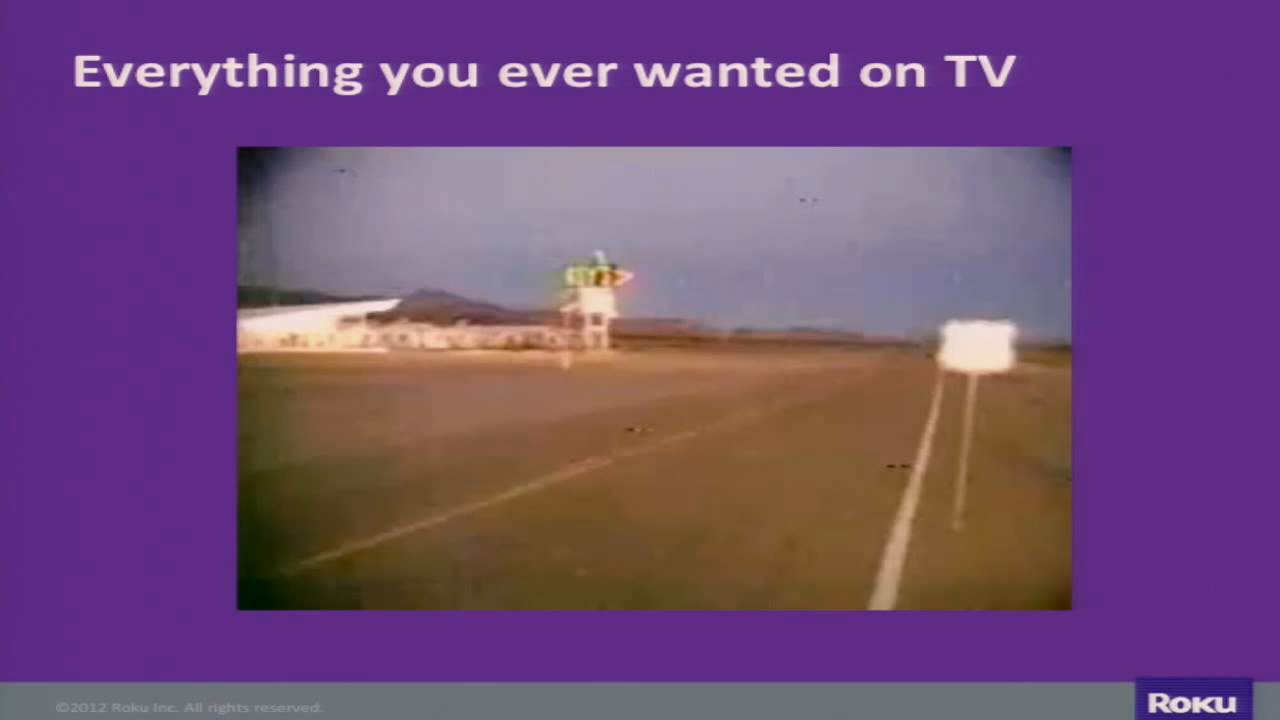 Everything you ever wanted on TV
©2012 Roku Inc. All rights reserved.
ROKU